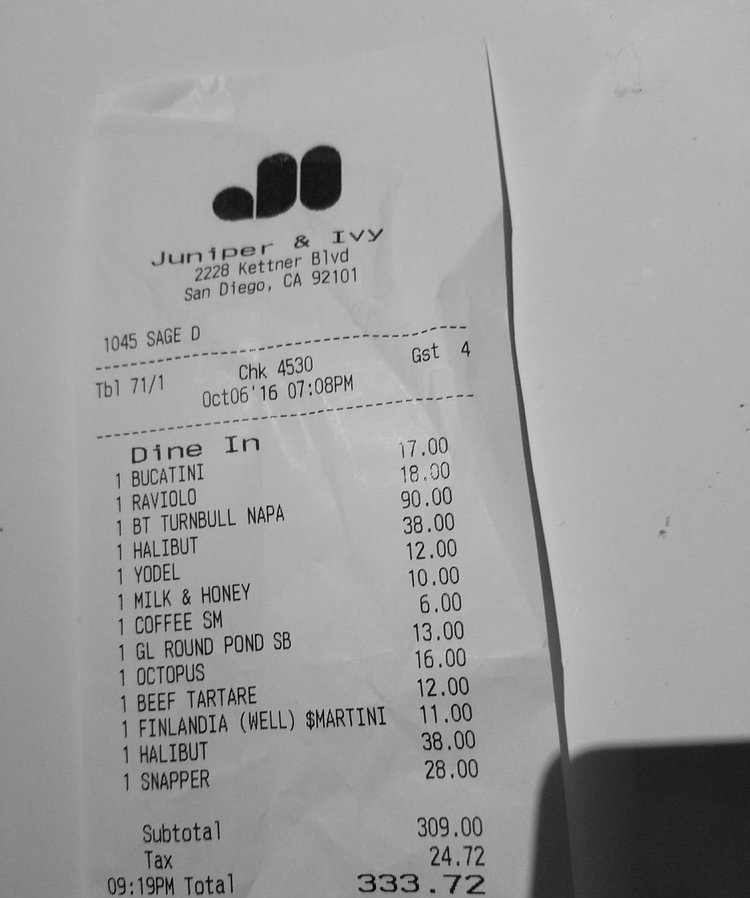 Juniper & Ivy
2228 Kettner Blvd
San Diego, CA 92101
1045 SAGE D
Tbl 71/1 Chk 4530 Gst 4
Oct06'16 07:08PM
Dine In
1 BUCATINI 17.00
1 RAVIOLO 18.00
1 BT TURNBULL NAPA 90.00
1 HALIBUT 38.00
1 YODEL 12.00
1 MILK & HONEY 10.00
1 COFFEE SM 6.00
1 GL ROUND POND SB 13.00
1 OCTOPUS 16.00
1 BEEF TARTARE 12.00
1 FINLANDIA (WELL) $MARTINI 11.00
1 HALIBUT 38.00
1 SNAPPER 28.00
Subtotal 309.00
Tax 24.72
09:19PM Total 333.72